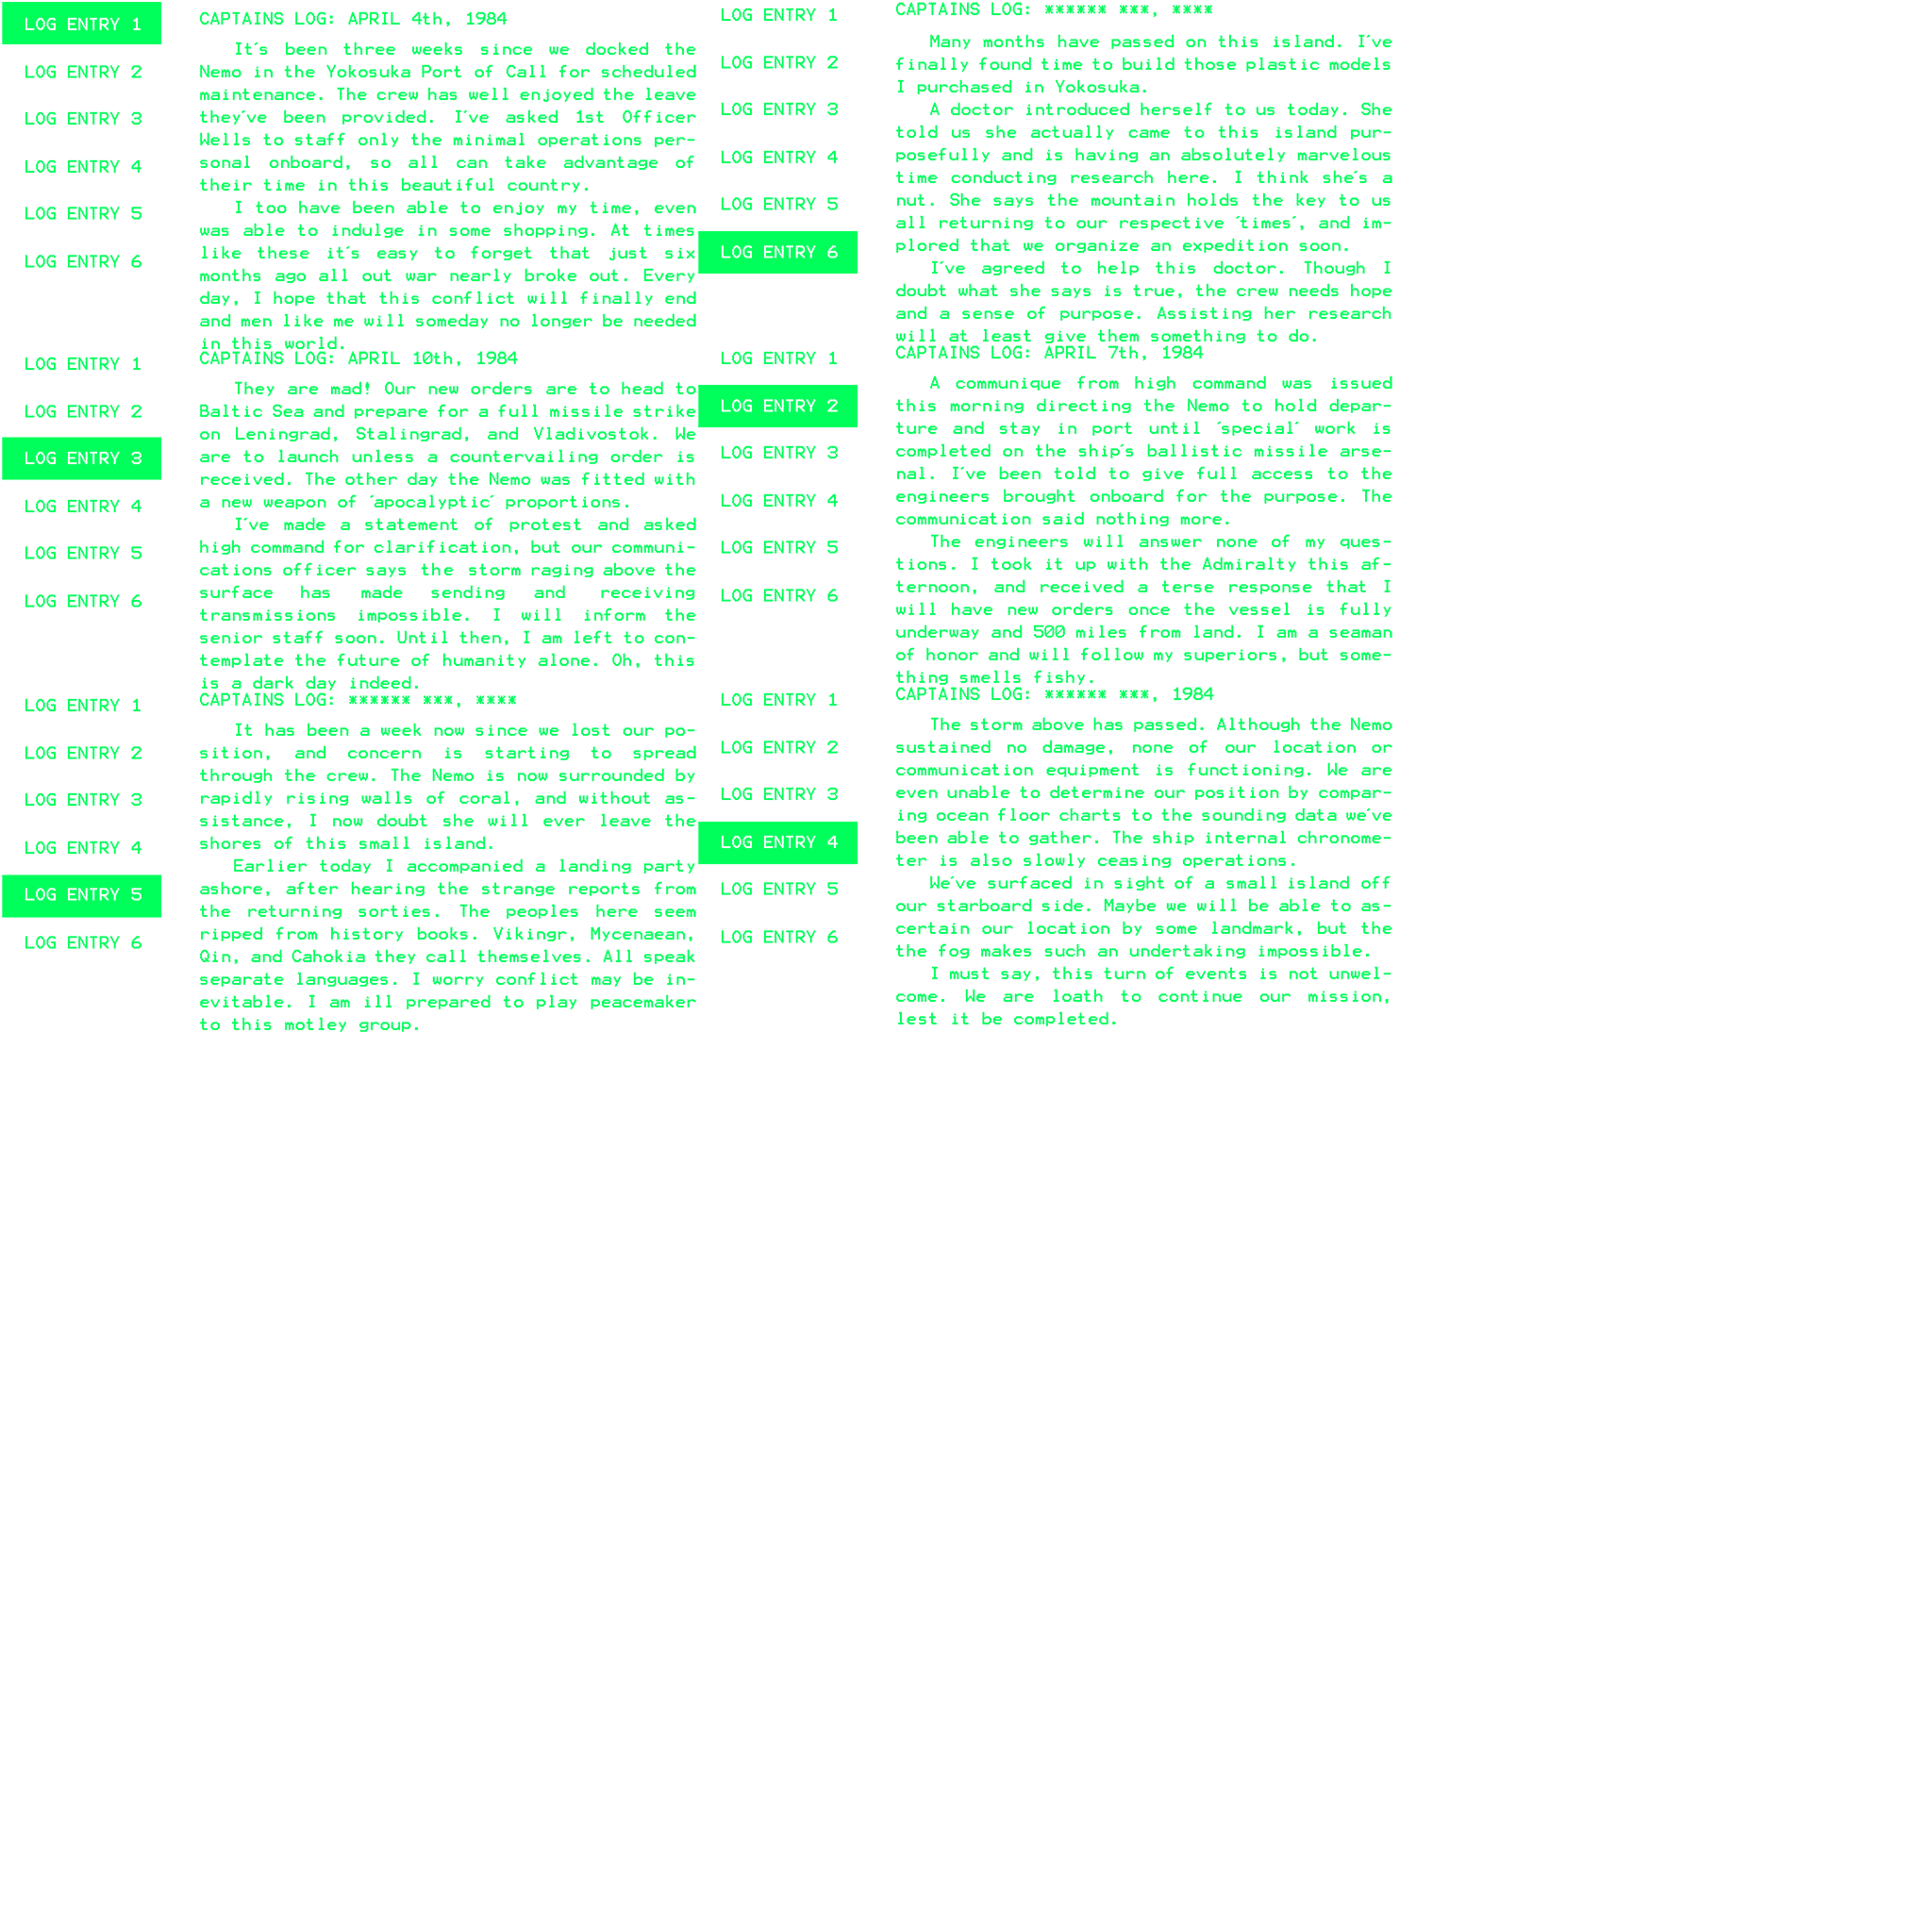 LOG ENTRY 1
LOG ENTRY 2
LOG ENTRY 3
LOG ENTRY 4
LOG ENTRY 5
LOG ENTRY 6
CAPTAINS LOG: APRIL 4th, 1984
It's been three weeks since we docked the
Nemo in the Yokosuka Port of Call for scheduled
maintenance. The crew has well enjoyed the leave
they've been provided. I've asked 1st Officer
Wells to staff only the minimal operations per-
sonal onboard, so all can take advantage of
their time in this beautiful country.
I too have been able to enjoy my time, even
was able to indulge in some shopping. At times
like these it's easy to forget that just six
months ago all out war nearly broke out. Every
day, I hope that this conflict will finally end
and men like me will someday no longer be needed
in this world.
LOG ENTRY 1
LOG ENTRY 2
LOG ENTRY 3
LOG ENTRY 4
LOG ENTRY 5
LOG ENTRY 6
CAPTAINS LOG: ****** ***, ****
Many months have passed on this island. I've
finally found time to build those plastic models
I purchased in Yokosuka.
A doctor introduced herself to us today. She
told us she actually came to this island pur-
posefully and is having an absolutely marvelous
time conducting research here. I think she's a
nut. She says the mountain holds the key to us
all returning to our respective 'times', and im-
plored that we organize an expedition soon.
I've agreed to help this doctor. Though I
doubt what she says is true, the crew needs hope
and a sense of purpose. Assisting her research
will at least give them something to do.
LOG ENTRY 1
LOG ENTRY 2
LOG ENTRY 3
LOG ENTRY 4
LOG ENTRY 5
LOG ENTRY 6
CAPTAINS LOG: APRIL 10th, 1984
They are mad! Our new orders are to head to
Baltic Sea and prepare for a full missile strike
on Leningrad, Stalingrad, and Vladivostok. We
are to launch unless a countervailing order is
received. The other day the Nemo was fitted with
a new weapon of 'apocalyptic' proportions.
I've made a statement of protest and asked
high command for clarification, but our communi-
cations officer says the storm raging above the
surface has made sending and receiving
transmissions impossible. I will inform the
senior staff soon. Until then, I am left to con-
template the future of humanity alone. Oh, this
is a dark day indeed.
LOG ENTRY 1
LOG ENTRY 2
LOG ENTRY 3
LOG ENTRY 4
LOG ENTRY 5
LOG ENTRY 6
CAPTAINS LOG: APRIL 7th, 1984
A communique from high command was issued
this morning directing the Nemo to hold depar-
ture and stay in port until 'special' work is
completed on the ship's ballistic missile arse-
nal. I've been told to give full access to the
engineers brought onboard for the purpose. The
communication said nothing more.
The engineers will answer none of my ques-
tions. I took it up with the Admiralty this af-
ternoon, and received a terse response that I
will have new orders once the vessel is fully
underway and 500 miles from land. I am a seaman
of honor and will follow my superiors, but some-
thing smells fishy.
LOG ENTRY 1
LOG ENTRY 2
LOG ENTRY 3
LOG ENTRY 4
LOG ENTRY 5
LOG ENTRY 6
CAPTAINS LOG: ****** ***, ****
It has been a week now since we lost our po-
sition, and concern is starting to spread
through the crew. The Nemo is now surrounded by
rapidly rising walls of coral, and without as-
sistance, I now doubt she will ever leave the
shores of this small island.
Earlier today I accompanied a landing party
ashore, after hearing the strange reports from
the returning sorties. The peoples here seem
ripped from history books. Vikingr, Mycenaean,
Qin, and Cahokia they call themselves. All speak
separate languages. I worry conflict may be in-
evitable. I am ill prepared to play peacemaker
to this motley group.
LOG ENTRY 1
LOG ENTRY 2
LOG ENTRY 3
LOG ENTRY 4
LOG ENTRY 5
LOG ENTRY 6
CAPTAINS LOG: ****** ***, 1984
The storm above has passed. Although the Nemo
sustained no damage, none of our location or
communication equipment is functioning. We are
even unable to determine our position by compar-
ing ocean floor charts to the sounding data we've
been able to gather. The ship internal chronome-
ter is also slowly ceasing operations.
We've surfaced in sight of a small island off
our starboard side. Maybe we will be able to as-
certain our location by some landmark, but the
the fog makes such an undertaking impossible.
I must say, this turn of events is not unwel-
come. We are loath to continue our mission,
lest it be completed.